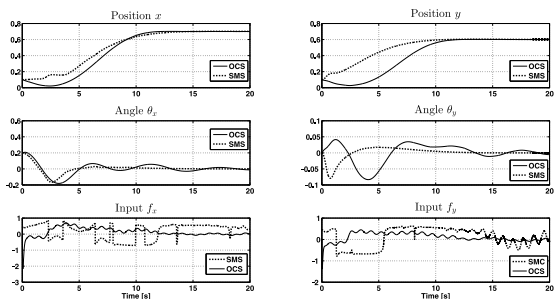 Position x
0.8
0.6
0.4
0.2
0
OCS
SMS
0 5 10 15 20
Position y
0.8
0.6
0.4
0.2
0
OCS
SMS
0 5 10 15 20
Angle θx
0.6
0.4
0.2
0
-0.2
OCS
SMS
0 5 10 15 20
Angle θy
0.1
0.05
0
-0.05
-0.1
OCS
SMS
0 5 10 15 20
Input fx
1
0
-1
-2
-3
SMS
OCS
0 5 10 15 20
Time [s]
Input fy
1
0
-1
-2
SMC
OCS
0 5 10 15 20
Time [s]